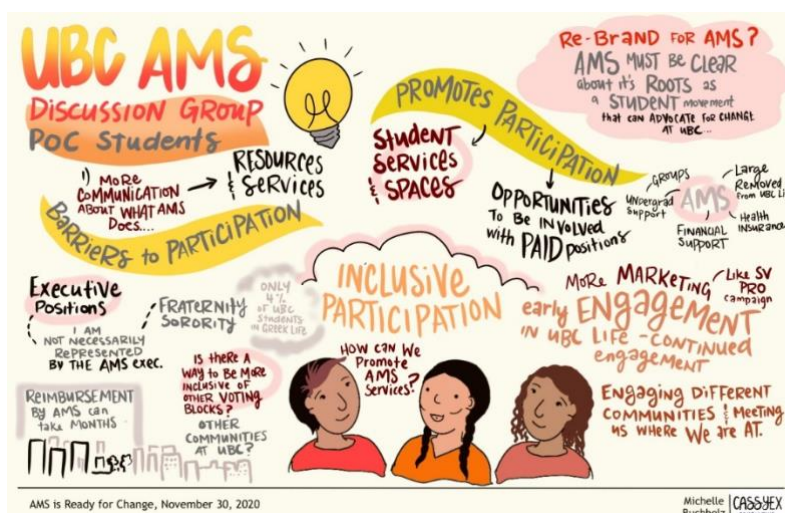 UBC AMS
DISCUSSION GROUP
POC STUDENTS
1) MORE
COMMUNICATION
ABOUT WHAT AMS
DOES....
RESOURCES
& SERVICES
BARRIERS to PARTICIPATION
EXECUTIVE
POSITIONS
I AM
NOT NECESSARILY
REPRESENTED
BY THE AMS EXEC.
FRATERNITY
SORORITY
ONLY
4%
OF UBC
STUDENTS
IN GREEK LIFE
REIMBURSEMENT
BY AMS can
take MONTHS
IS THERE A
WAY TO BE MORE
INCLUSIVE OF
OTHER VOTING
BLOCKS?
OTHER
COMMUNITIES
AT UBC?
PROMOTES PARTICIPATION
STUDENT
SERVICES
& SPACES
OPPORTUNITIES
TO BE INVOLVED
with PAID positions
RE-BRAND FOR AMS?
AMS MUST BE CLEAR
about it's ROOTS as
a STUDENT movement
that can ADVOCATE FOR CHANGE
AT UBC...
GROUPS
UNDERGRAD
SUPPORT
AMS
Large
Removed
from UBC Li
Health
INSURANCE
FINANCIAL
SUPPORT
INCLUSIVE
PARTICIPATION
HOW CAN WE
PROMOTE
AMS
SERVICES?
MORE MARKETING
Like SV
PRO
campaign
early ENGAGEMENT
IN UBC LIFE - CONTINUED
engagement
ENGAGING DIFFERENT
COMMUNITIES & MEETING
US WHERE WE are AT.
AMS is Ready for Change, November 30, 2020
Michelle
CASSYEX